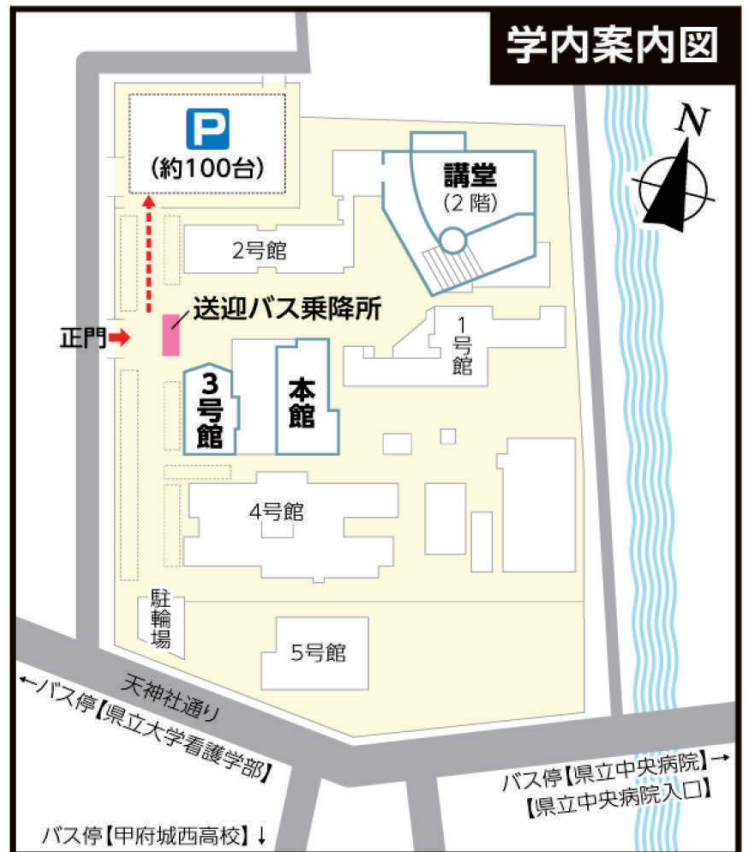 学内案内図
N
P
(約100台)
講堂
(2階)
2号館
送迎バス乗降所
正門
1号館
3号館
本館
4号館
駐輪場
5号館
天神社通り
←バス停【県立大学看護学部】
バス停【県立中央病院】→
【県立中央病院入口】
バス停【甲府城西高校】↓